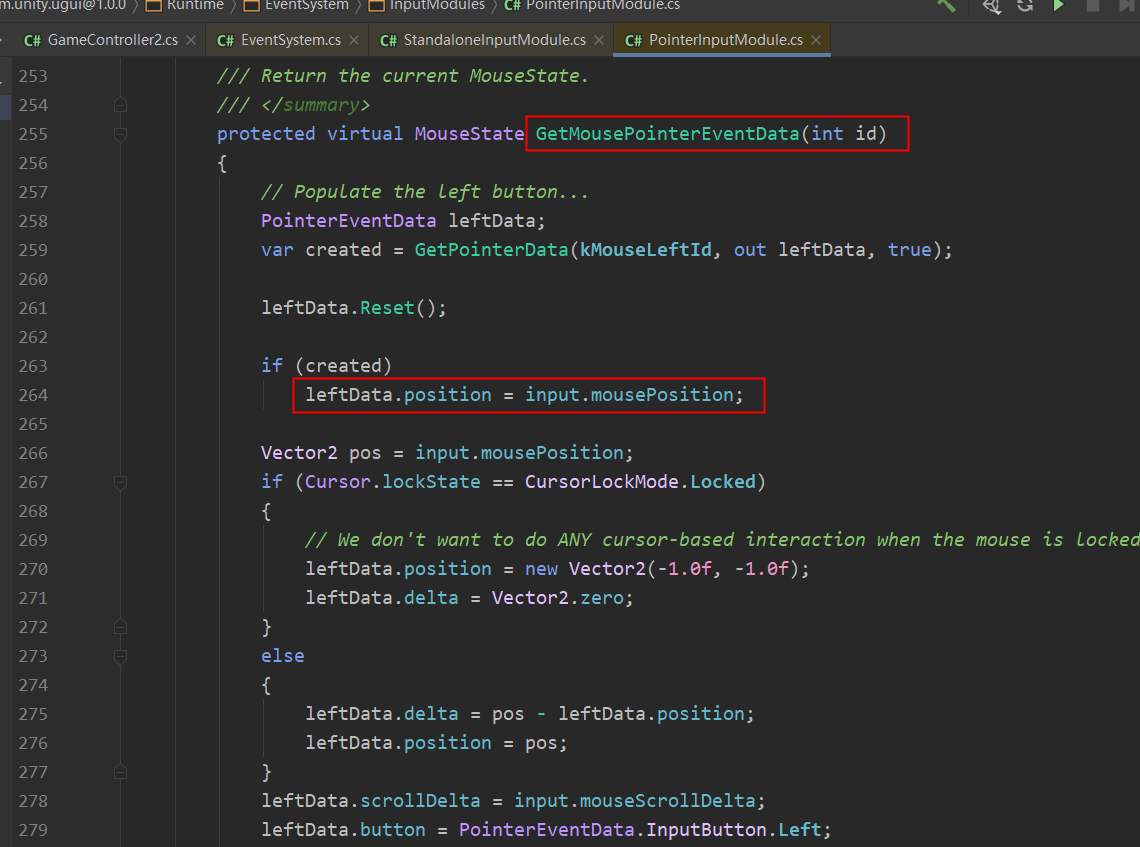 m.unity.ugui@1.0.0 Runtime EventSystem InputModules C# PointerInputModule.cs
C# GameController2.cs C# EventSystem.cs C# StandaloneInputModule.cs C# PointerInputModule.cs
253 /// Return the current MouseState.
254 /// </summary>
255 protected virtual MouseState GetMousePointerEventData(int id)
256 {
257 // Populate the left button...
258 PointerEventData leftData;
259 var created = GetPointerData(kMouseLeftId, out leftData, true);
260
261 leftData.Reset();
262
263 if (created)
264 leftData.position = input.mousePosition;
265
266 Vector2 pos = input.mousePosition;
267 if (Cursor.lockState == CursorLockMode.Locked)
268 {
269 // We don't want to do ANY cursor-based interaction when the mouse is locked
270 leftData.position = new Vector2(-1.0f, -1.0f);
271 leftData.delta = Vector2.zero;
272 }
273 else
274 {
275 leftData.delta = pos - leftData.position;
276 leftData.position = pos;
277 }
278 leftData.scrollDelta = input.mouseScrollDelta;
279 leftData.button = PointerEventData.InputButton.Left;